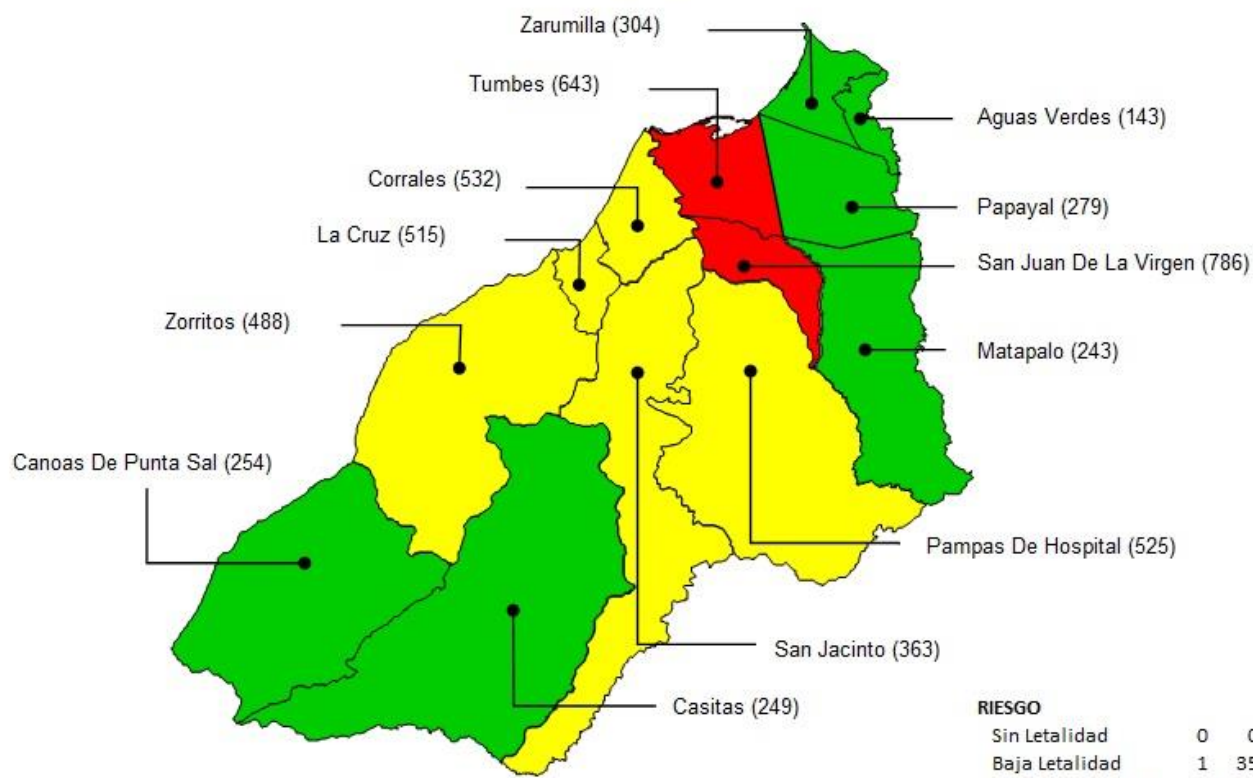 Zarumilla (304)
Tumbes (643)
Aguas Verdes (143)
Corrales (532)
Papayal (279)
La Cruz (515)
San Juan De La Virgen (786)
Zorritos (488)
Matapalo (243)
Canoas De Punta Sal (254)
Pampas De Hospital (525)
San Jacinto (363)
Casitas (249)
RIESGO
Sin Letalidad 0
Baja Letalidad 1